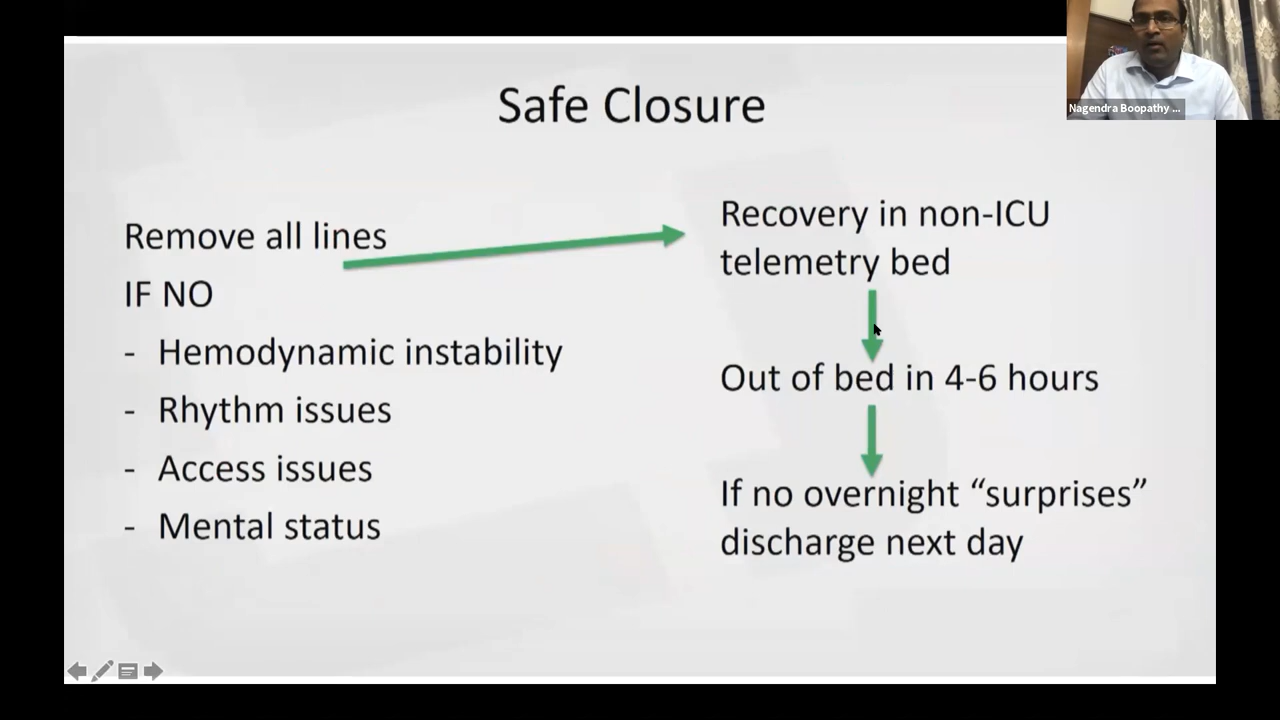 Safe Closure
Remove all lines
IF NO
- Hemodynamic instability
- Rhythm issues
- Access issues
- Mental status
Recovery in non-ICU
telemetry bed
Out of bed in 4-6 hours
If no overnight “surprises”
discharge next day
Nagendra Boopathy ...